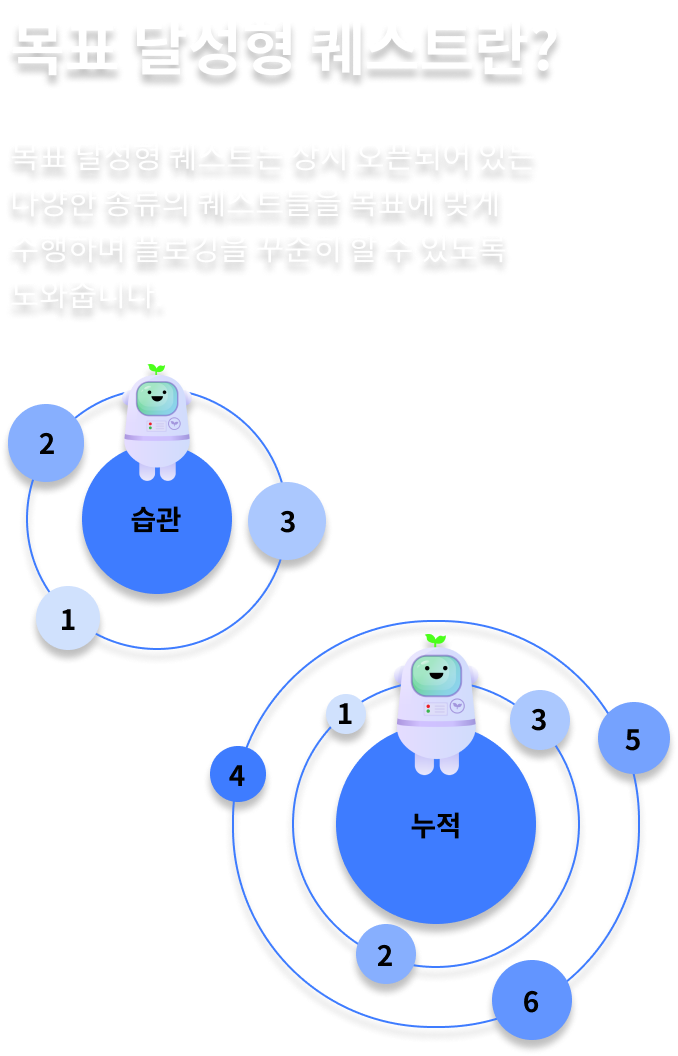 목표 달성형 퀘스트란?
목표 달성형 퀘스트는 상시 오픈되어 있는
다양한 종류의 퀘스트들을 목표에 맞게
수행하며 플로깅을 꾸준히 할 수 있도록
도와줍니다.
2
습관
3
1
1
3
5
4
누적
2
6